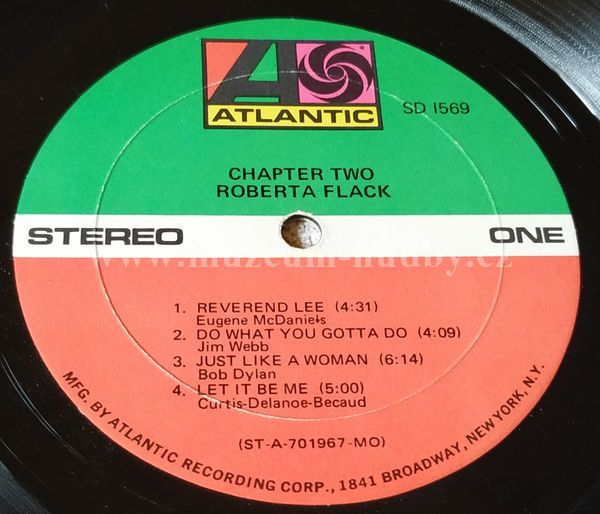 ATLANTIC
SD 1569
CHAPTER TWO
ROBERTA FLACK
STEREO ONE
www.muzeum-hudby.cz
1. REVEREND LEE (4:31)
Eugene McDaniels
2. DO WHAT YOU GOTTA DO (4:09)
Jim Webb
3. JUST LIKE A WOMAN (6:14)
Bob Dylan
4. LET IT BE ME (5:00)
Curtis-Delanoe-Becaud
(ST-A-701967-MO)
MFG. BY ATLANTIC RECORDING CORP., 1841 BROADWAY, NEW YORK, N.Y.